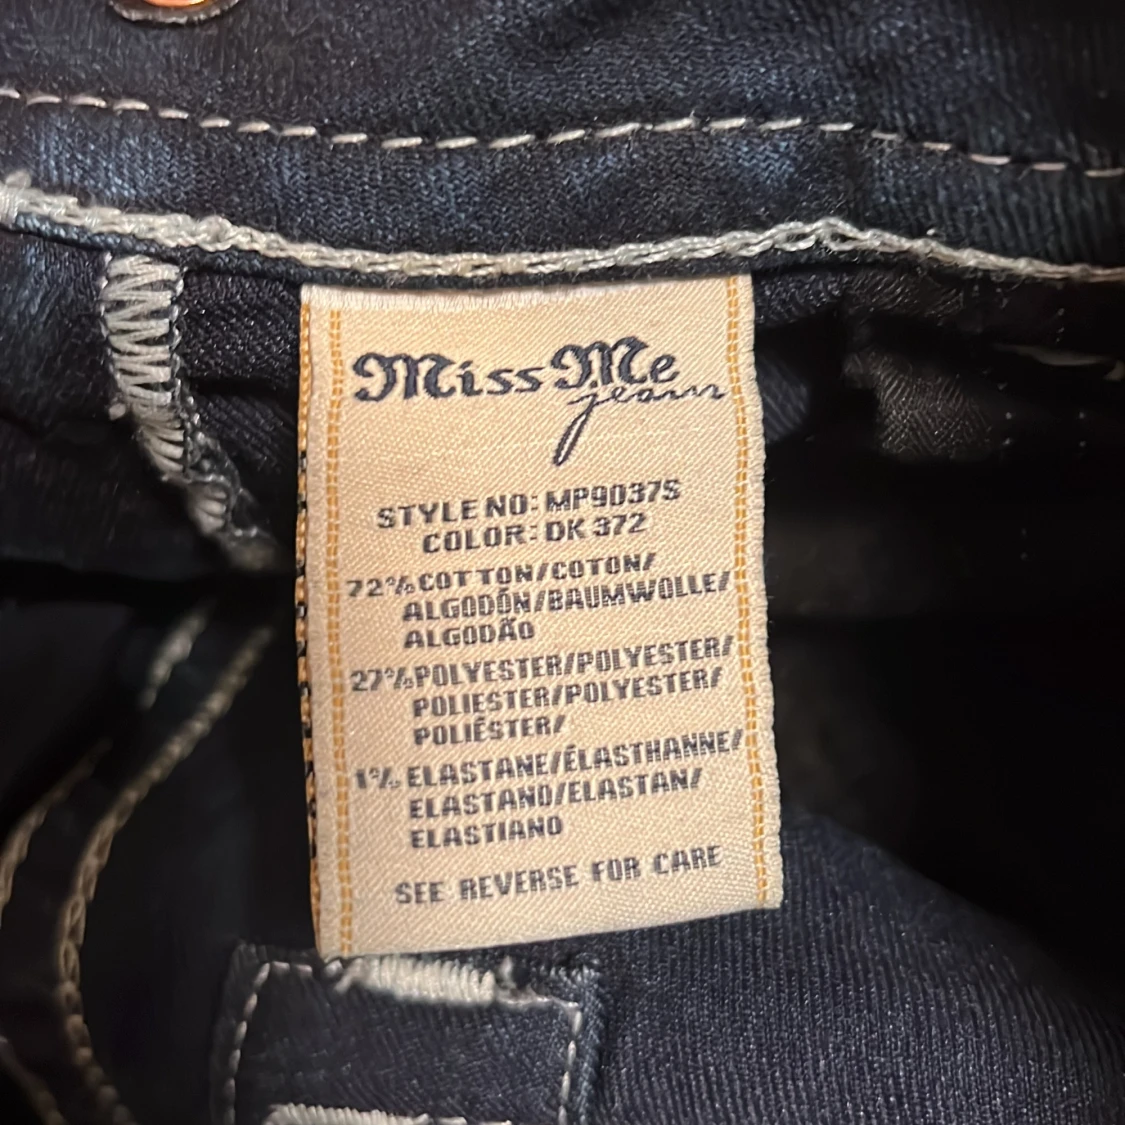 Miss Me
jeans
STYLE NO: MP9037S
COLOR: DK 372
72% COTTON/COTON/
ALGODÓN/BAUMWOLLE/
ALGODÃO
27% POLYESTER/POLYESTER/
POLIESTER/POLYESTER/
POLIÉSTER/
1% ELASTANE/ÉLASTHANNE/
ELASTANO/ELASTAN/
ELASTIANO
SEE REVERSE FOR CARE